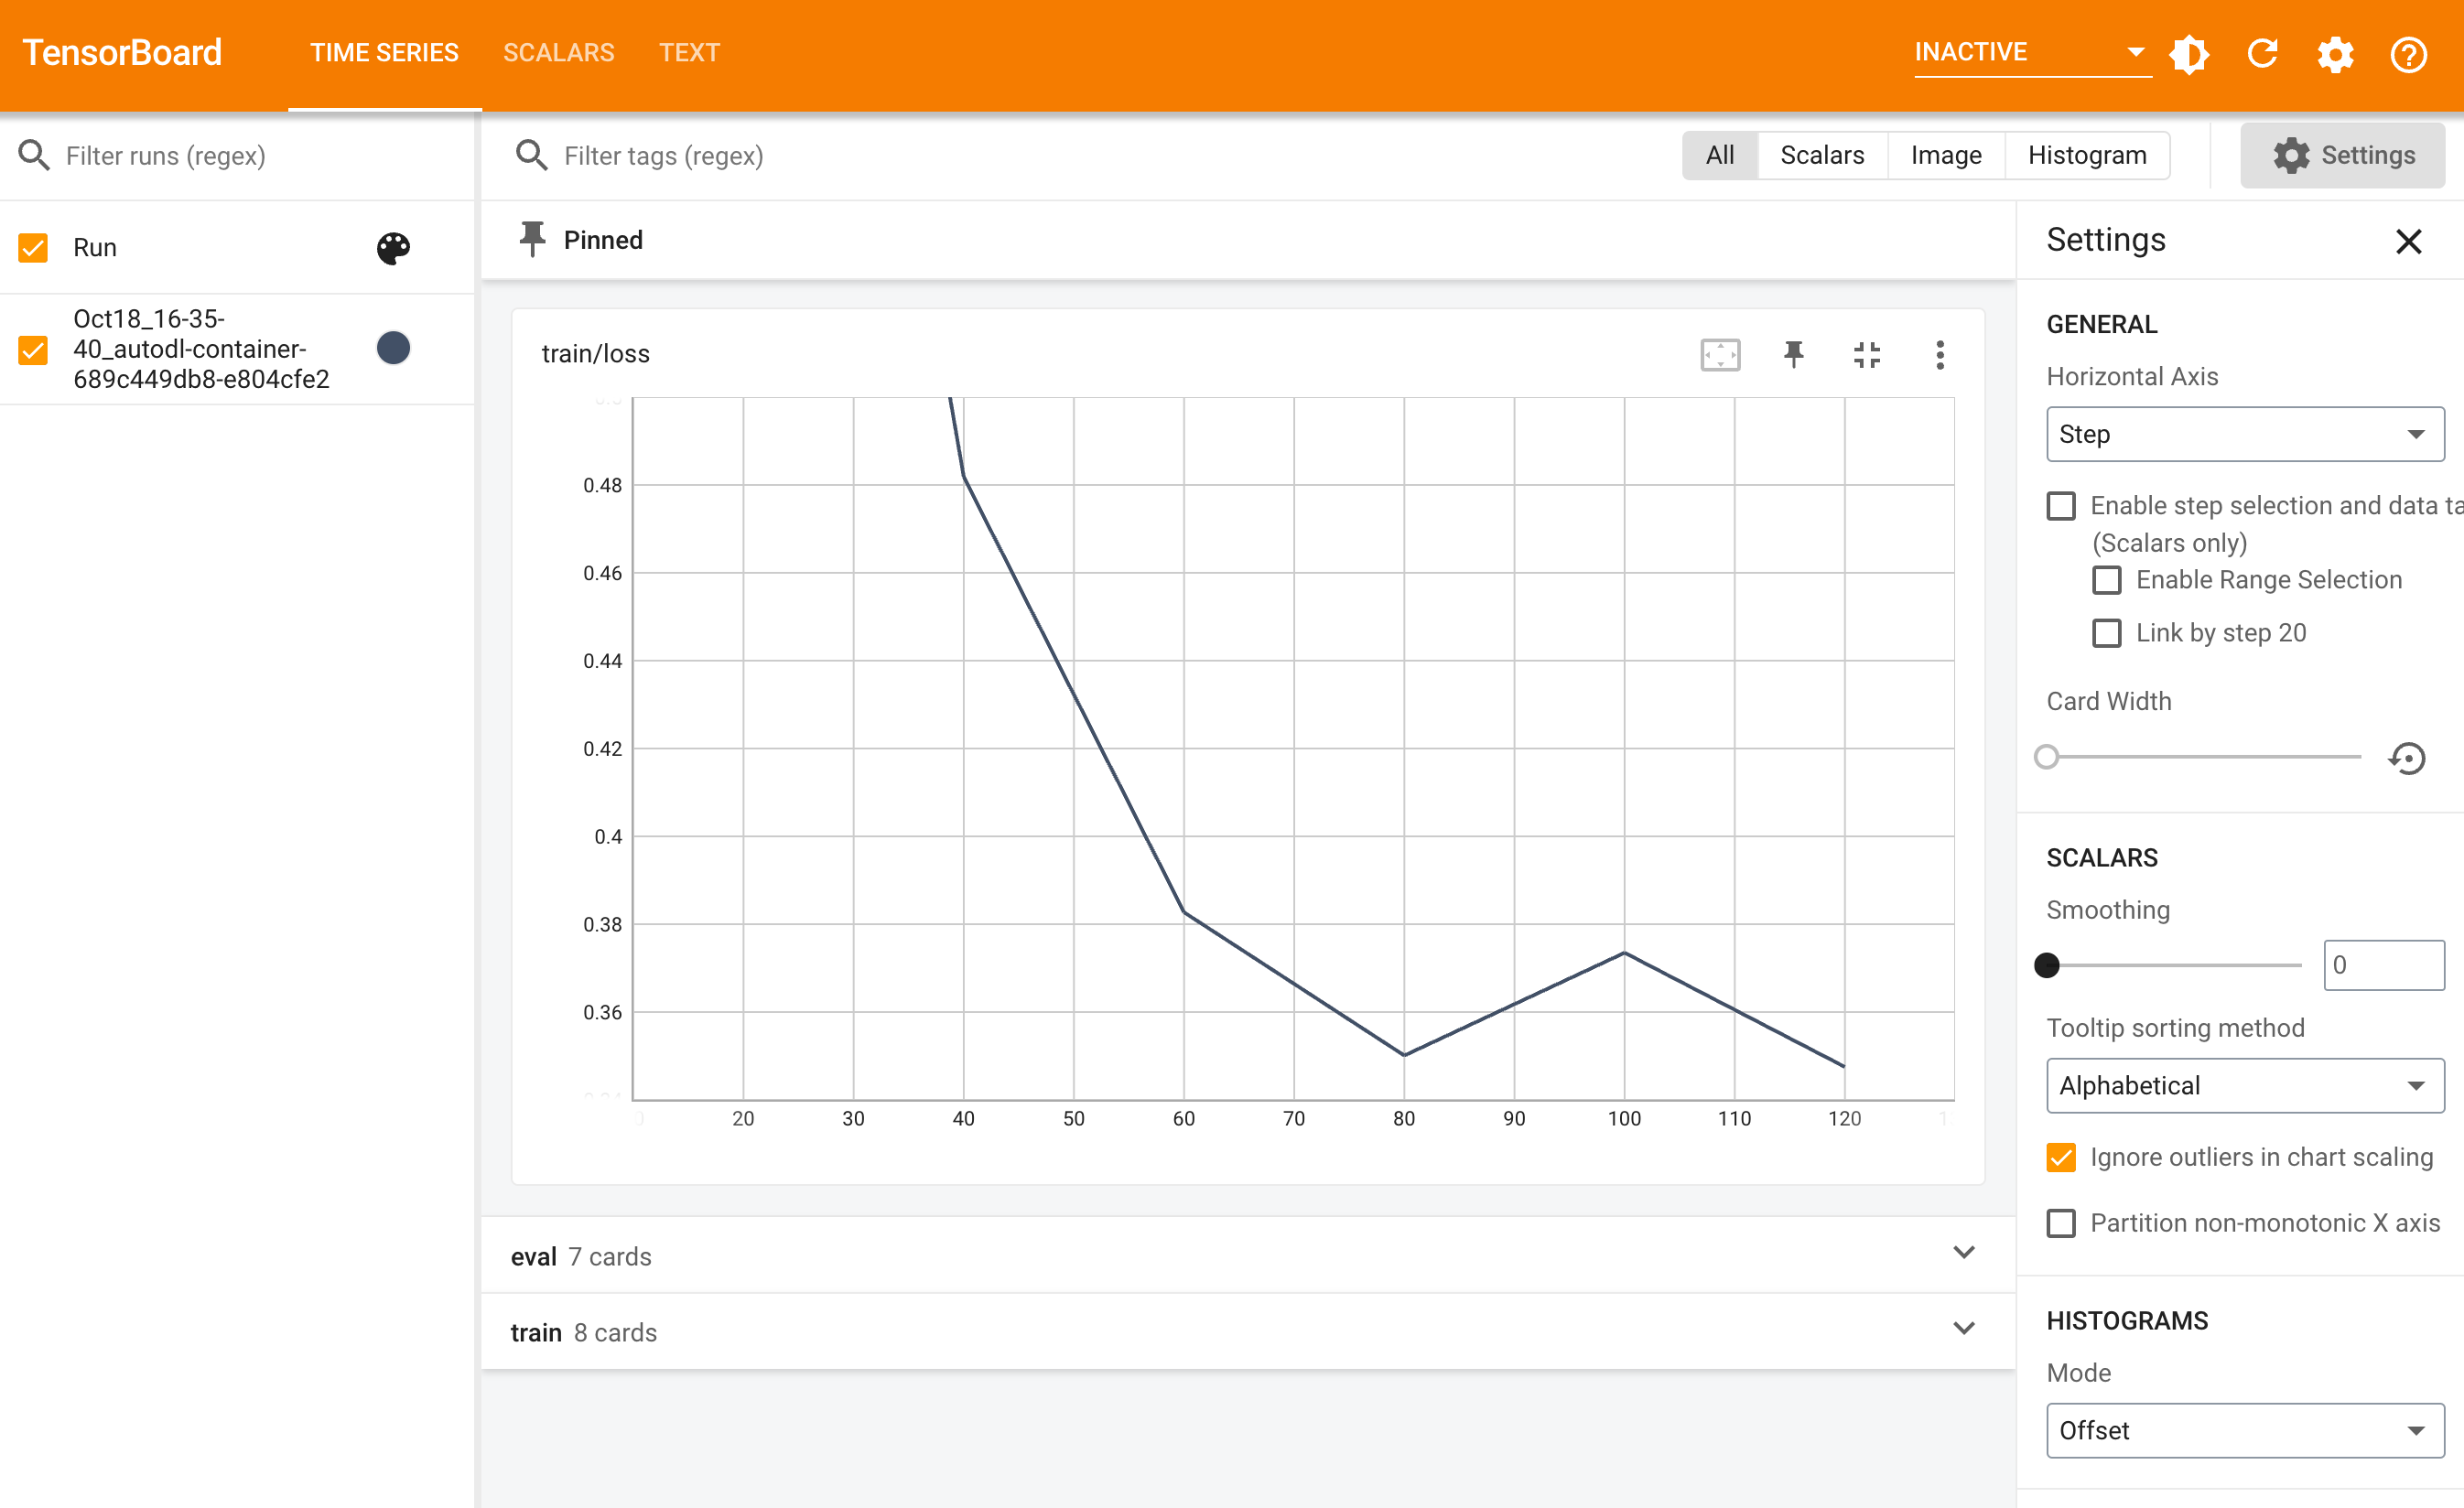 TensorBoard
TIME SERIES
SCALARS
TEXT
INACTIVE
Filter runs (regex)
Filter tags (regex)
All
Scalars
Image
Histogram
Settings
Run
Oct18_16-35-
40_autodl-container-
689c449db8-e804cfe2
Pinned
train/loss
0.48
0.46
0.44
0.42
0.4
0.38
0.36
20
30
40
50
60
70
80
90
100
110
120
eval 7 cards
train 8 cards
Settings
GENERAL
Horizontal Axis
Step
Enable step selection and data ta
(Scalars only)
Enable Range Selection
Link by step 20
Card Width
SCALARS
Smoothing
0
Tooltip sorting method
Alphabetical
Ignore outliers in chart scaling
Partition non-monotonic X axis
HISTOGRAMS
Mode
Offset